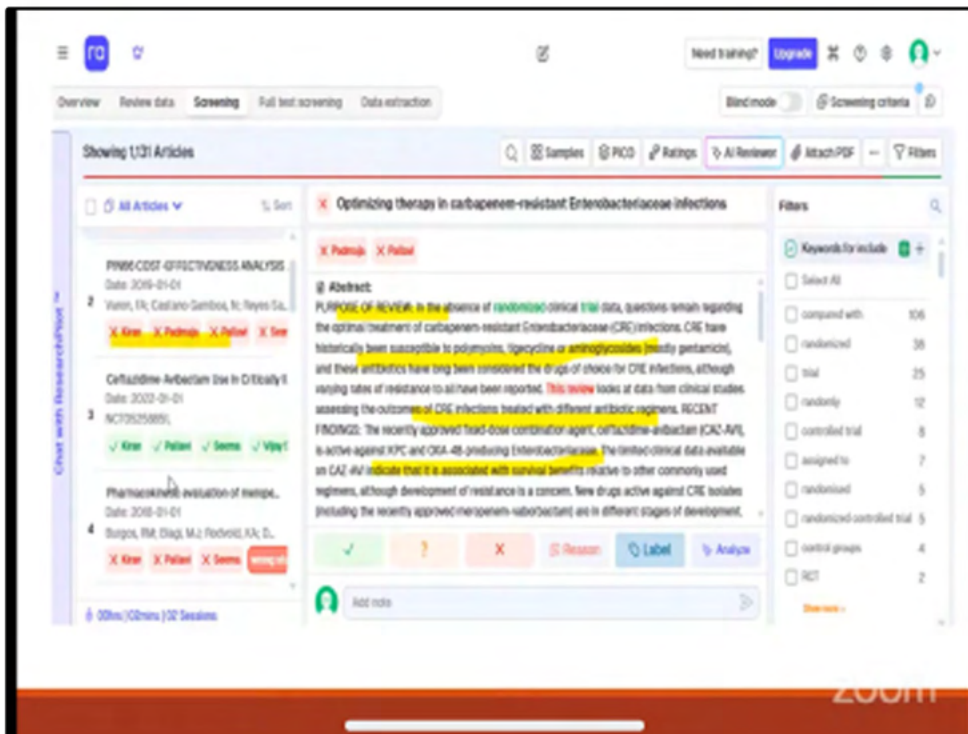 ra
Need training?
Upgrade
Overview
Review data
Screening
Full text screening
Data extraction
Blind mode
Screening criteria
Showing 1,131 Articles
Samples
PICO
Ratings
AI Reviewer
Attach PDF
Filters
Chat with ResearchPilot™
All Articles
Sort
COST-EFFECTIVENESS ANALYSIS
Date: 2019-01-01
2
Kiran
Padmaja
Pallavi
Ceftazidime-Avibactam Use in Critically Il
Date: 2022-01-01
3
Kiran
Pallavi
Seema
Vijay
Pharmacokinetic evaluation of merope...
Date: 2018-01-01
4
Kiran
Pallavi
Seema
02 Sessions
Optimizing therapy in carbapenem-resistant Enterobacteriaceae infections
Padmaja
Pallavi
Abstract:
PURPOSE OF REVIEW: In the absence of randomized clinical trial data, questions remain regarding
the optimal treatment of carbapenem-resistant Enterobacteriaceae (CRE) infections. CRE have
historically been susceptible to polymyxins, tigecycline or aminoglycosides (mostly gentamicin),
and these antibiotics have long been considered the drugs of choice for CRE infections, although
varying rates of resistance to all have been reported. This review looks at data from clinical studies
assessing the outcomes of CRE infections treated with different antibiotic regimens. RECENT
FINDINGS: The recently approved fixed-dose combination agent, ceftazidime-avibactam (CAZ-AVI),
is active against KPC and OXA-48-producing Enterobacteriaceae. The limited clinical data available
on CAZ-AVI indicate that it is associated with survival benefits relative to other commonly used
regimens, although development of resistance is a concern. New drugs active against CRE isolates
(including the recently approved meropenem-vaborbactam) are in different stages of development.
?
Reason
Label
Analyze
Add note
Filters
Keywords for include
Select All
compared with 106
randomized 38
trial 25
randomly 12
controlled trial 8
assigned to 7
randomised 5
randomized controlled trial 5
control groups 4
RCT 2
Show more
zoom